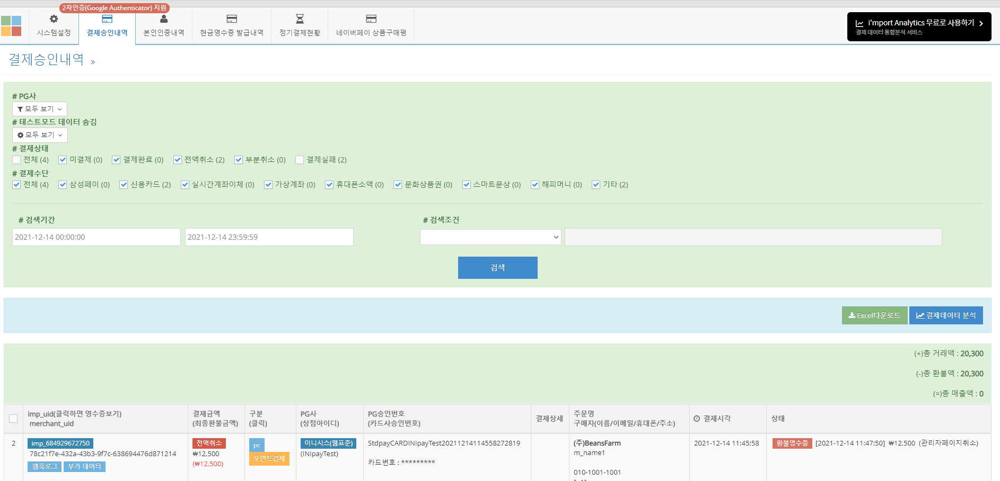 2차인증(Google Authenticator) 지원
시스템설정
결제승인내역
본인인증내역
현금영수증 발급내역
정기결제현황
네이버페이 상품구매평
i'mport Analytics 무료로 사용하기
결제 데이터 통합분석 서비스
결제승인내역 »
# PG사
모두 보기
# 테스트모드 데이터 숨김
모두 보기
# 결제상태
전체 (4) 미결제 (0) 결제완료 (0) 전액취소 (2) 부분취소 (0) 결제실패 (2)
# 결제수단
전체 (4) 삼성페이 (0) 신용카드 (2) 실시간계좌이체 (0) 가상계좌 (0) 휴대폰소액 (0) 문화상품권 (0) 스마트문상 (0) 해피머니 (0) 기타 (2)
# 검색기간
# 검색조건
2021-12-14 00:00:00
2021-12-14 23:59:59
검색
Excel다운로드
결제데이터 분석
(+)총 거래액 : 20,300
(-)총 환불액 : 20,300
(=)총 매출액 : 0
imp_uid(클릭하면 영수증보기)
merchant_uid
결제금액
(최종환불금액)
구분
(클릭)
PG사
(상점아이디)
PG승인번호
(카드사승인번호)
결제상세
주문명
구매자(이름/이메일/휴대폰/주소)
결제시각
상태
2
imp_684929672750
78c21f7e-432a-43b3-9f7c-638694476d871214
웹훅로그 부가 데이터
전액취소
₩12,500
(₩12,500)
pc
포인트결제
이니시스(웹표준)
(INIpayTest)
StdpayCARDINIpayTest20211214114558272819
카드번호 : *********
(주)BeansFarm
m_name1
010-1001-1001
2021-12-14 11:45:58
환불영수증 [2021-12-14 11:47:50] ₩12,500 (관리자페이지취소)